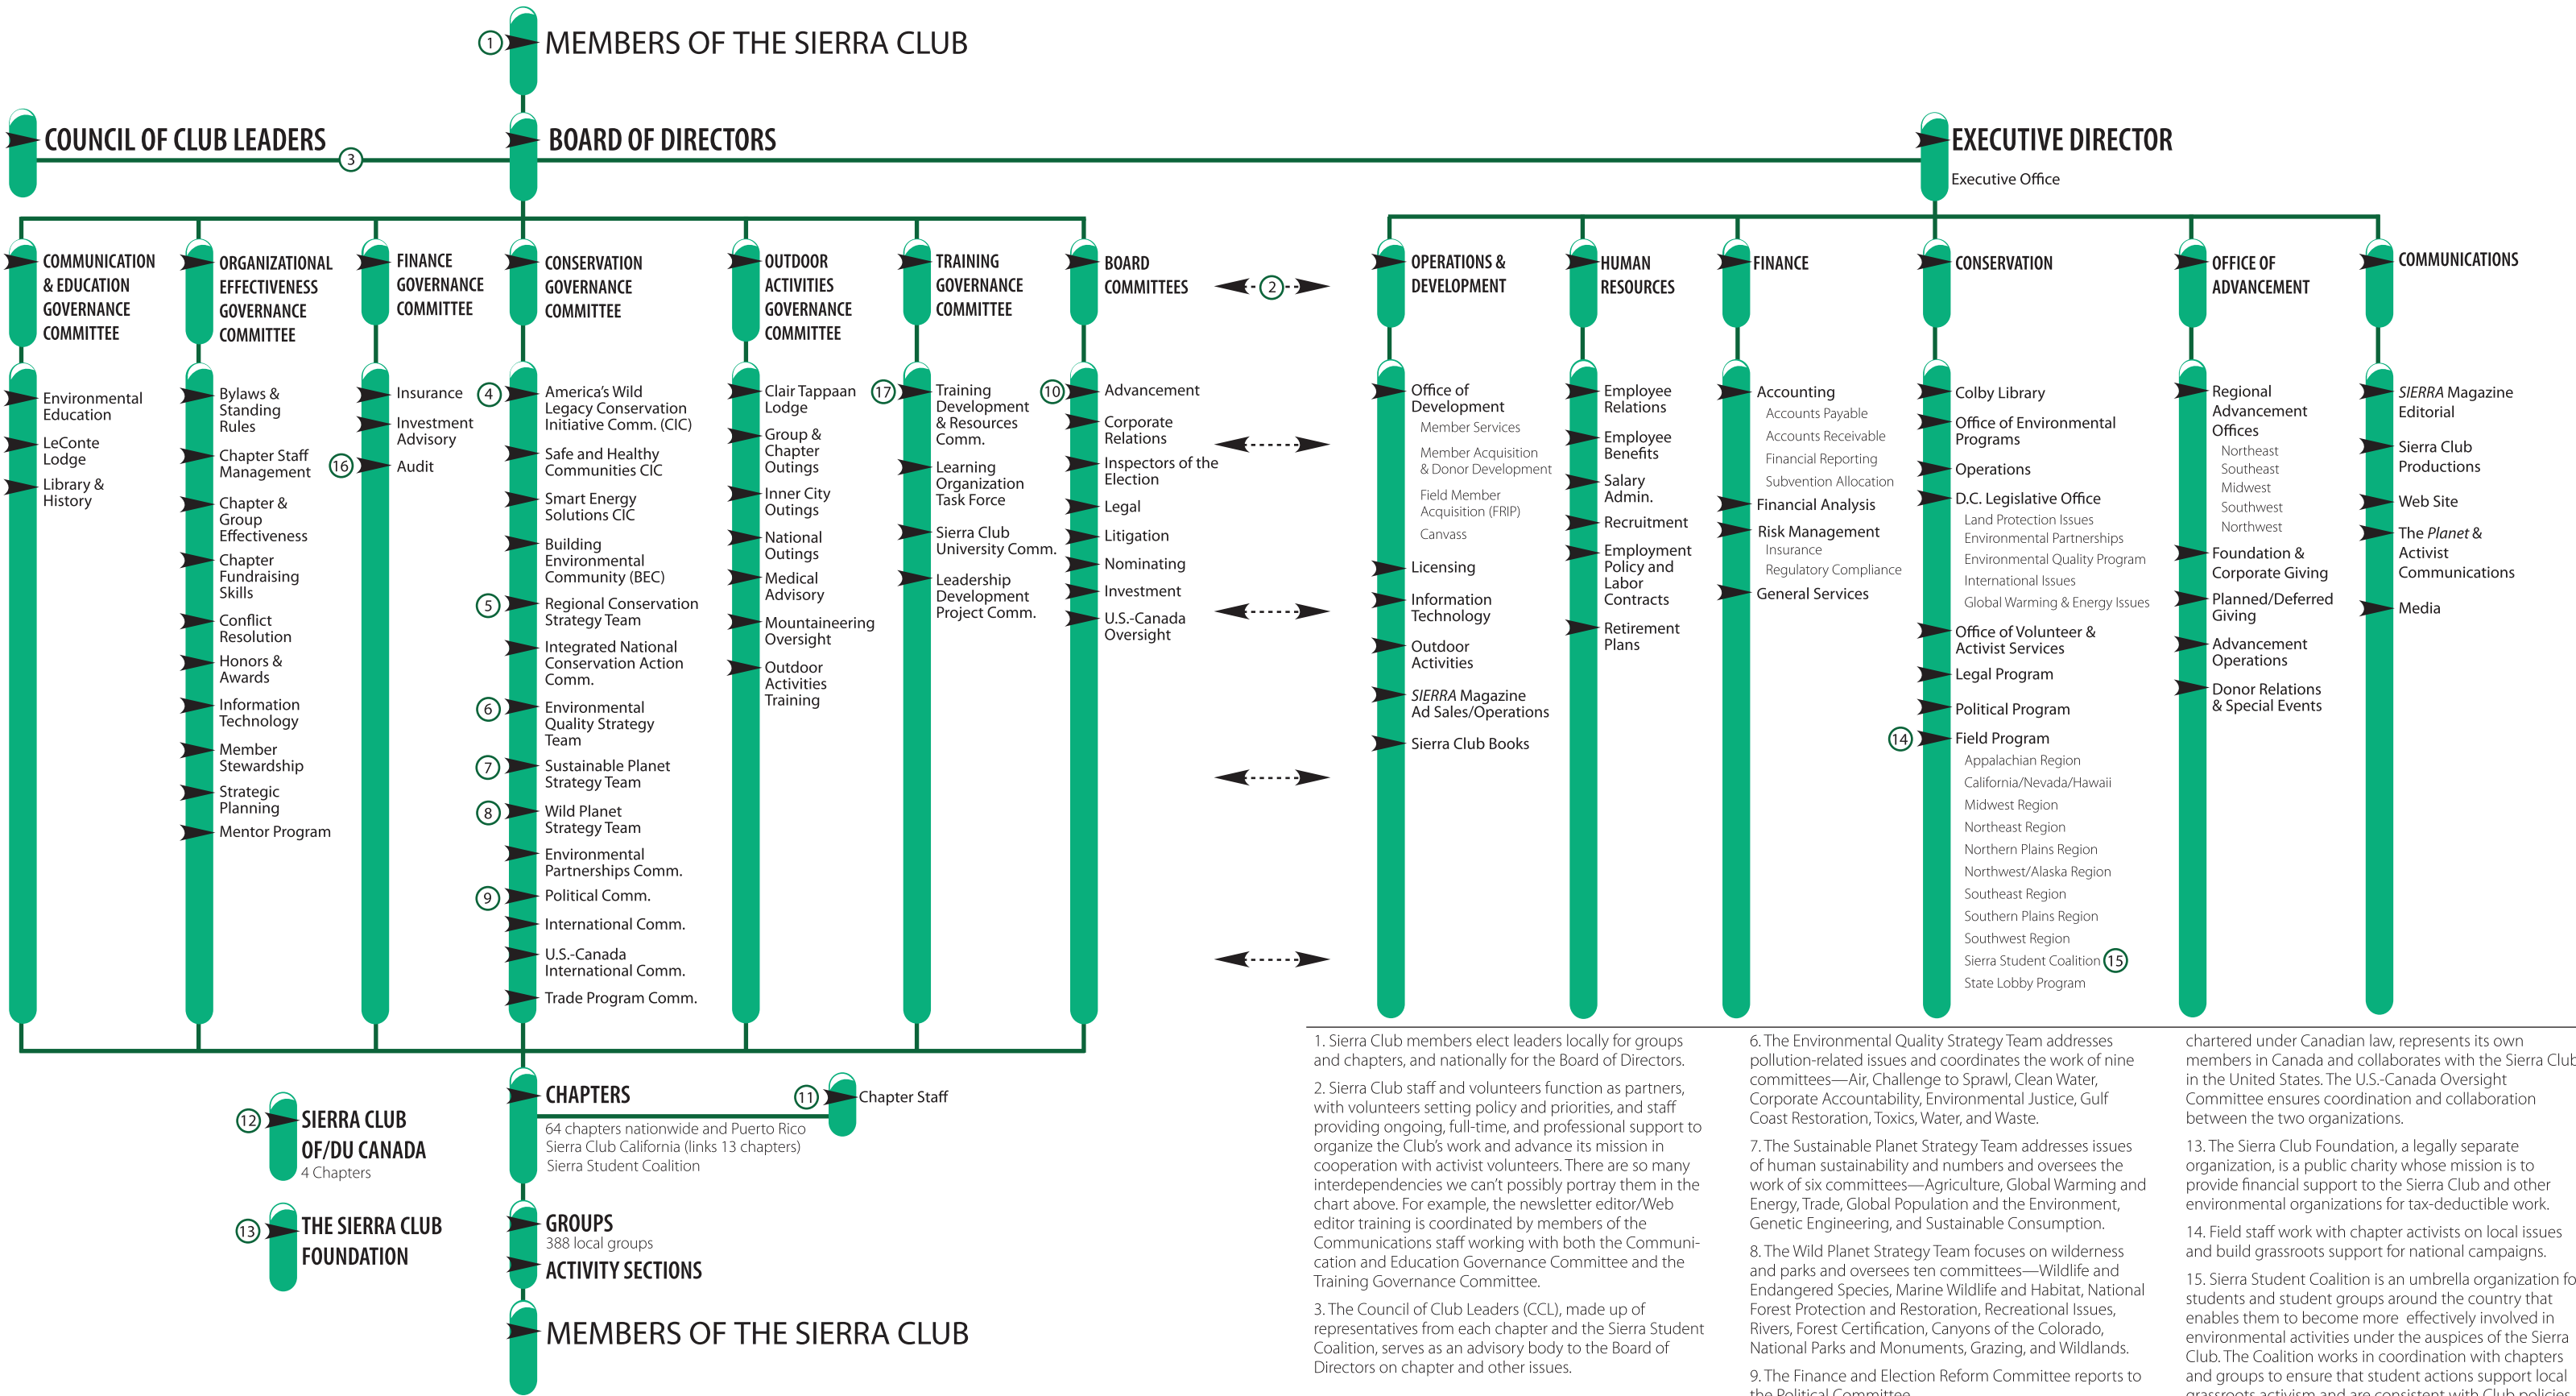 1
MEMBERS OF THE SIERRA CLUB
COUNCIL OF CLUB LEADERS
3
BOARD OF DIRECTORS
EXECUTIVE DIRECTOR
Executive Office
COMMUNICATION
& EDUCATION
GOVERNANCE
COMMITTEE
Environmental
Education
LeConte
Lodge
Library &
History
ORGANIZATIONAL
EFFECTIVENESS
GOVERNANCE
COMMITTEE
Bylaws &
Standing
Rules
Chapter Staff
Management
Chapter &
Group
Effectiveness
Chapter
Fundraising
Skills
Conflict
Resolution
Honors &
Awards
Information
Technology
Member
Stewardship
Strategic
Planning
Mentor Program
FINANCE
GOVERNANCE
COMMITTEE
Insurance
Investment
Advisory
16
Audit
CONSERVATION
GOVERNANCE
COMMITTEE
4
America’s Wild
Legacy Conservation
Initiative Comm. (CIC)
Safe and Healthy
Communities CIC
Smart Energy
Solutions CIC
Building
Environmental
Community (BEC)
5
Regional Conservation
Strategy Team
Integrated National
Conservation Action
Comm.
6
Environmental
Quality Strategy
Team
7
Sustainable Planet
Strategy Team
8
Wild Planet
Strategy Team
Environmental
Partnerships Comm.
9
Political Comm.
International Comm.
U.S.-Canada
International Comm.
Trade Program Comm.
OUTDOOR
ACTIVITIES
GOVERNANCE
COMMITTEE
Clair Tappaan
Lodge
Group &
Chapter
Outings
Inner City
Outings
National
Outings
Medical
Advisory
Mountaineering
Oversight
Outdoor
Activities
Training
TRAINING
GOVERNANCE
COMMITTEE
17
Training
Development
& Resources
Comm.
Learning
Organization
Task Force
Sierra Club
University Comm.
Leadership
Development
Project Comm.
BOARD
COMMITTEES
10
Advancement
Corporate
Relations
Inspectors of the
Election
Legal
Litigation
Nominating
Investment
U.S.-Canada
Oversight
2
OPERATIONS &
DEVELOPMENT
Office of
Development
Member Services
Member Acquisition
& Donor Development
Field Member
Acquisition (FRIP)
Canvass
Licensing
Information
Technology
Outdoor
Activities
SIERRA Magazine
Ad Sales/Operations
Sierra Club Books
HUMAN
RESOURCES
Employee
Relations
Employee
Benefits
Salary
Admin.
Recruitment
Employment
Policy and
Labor
Contracts
Retirement
Plans
FINANCE
Accounting
Accounts Payable
Accounts Receivable
Financial Reporting
Subvention Allocation
Financial Analysis
Risk Management
Insurance
Regulatory Compliance
General Services
CONSERVATION
Colby Library
Office of Environmental
Programs
Operations
D.C. Legislative Office
Land Protection Issues
Environmental Partnerships
Environmental Quality Program
International Issues
Global Warming & Energy Issues
Office of Volunteer &
Activist Services
Legal Program
Political Program
14
Field Program
Appalachian Region
California/Nevada/Hawaii
Midwest Region
Northeast Region
Northern Plains Region
Northwest/Alaska Region
Southeast Region
Southern Plains Region
Southwest Region
Sierra Student Coalition 15
State Lobby Program
OFFICE OF
ADVANCEMENT
Regional
Advancement
Offices
Northeast
Southeast
Midwest
Southwest
Northwest
Foundation &
Corporate Giving
Planned/Deferred
Giving
Advancement
Operations
Donor Relations
& Special Events
COMMUNICATIONS
SIERRA Magazine
Editorial
Sierra Club
Productions
Web Site
The Planet &
Activist
Communications
Media
CHAPTERS
64 chapters nationwide and Puerto Rico
Sierra Club California (links 13 chapters)
Sierra Student Coalition
11
Chapter Staff
12
SIERRA CLUB
OF/DU CANADA
4 Chapters
13
THE SIERRA CLUB
FOUNDATION
GROUPS
388 local groups
ACTIVITY SECTIONS
MEMBERS OF THE SIERRA CLUB
1. Sierra Club members elect leaders locally for groups
and chapters, and nationally for the Board of Directors.
2. Sierra Club staff and volunteers function as partners,
with volunteers setting policy and priorities, and staff
providing ongoing, full-time, and professional support to
organize the Club’s work and advance its mission in
cooperation with activist volunteers. There are so many
interdependencies we can’t possibly portray them in the
chart above. For example, the newsletter editor/Web
editor training is coordinated by members of the
Communications staff working with both the Communi-
cation and Education Governance Committee and the
Training Governance Committee.
3. The Council of Club Leaders (CCL), made up of
representatives from each chapter and the Sierra Student
Coalition, serves as an advisory body to the Board of
Directors on chapter and other issues.
6. The Environmental Quality Strategy Team addresses
pollution-related issues and coordinates the work of nine
committees—Air, Challenge to Sprawl, Clean Water,
Corporate Accountability, Environmental Justice, Gulf
Coast Restoration, Toxics, Water, and Waste.
7. The Sustainable Planet Strategy Team addresses issues
of human sustainability and numbers and oversees the
work of six committees—Agriculture, Global Warming and
Energy, Trade, Global Population and the Environment,
Genetic Engineering, and Sustainable Consumption.
8. The Wild Planet Strategy Team focuses on wilderness
and parks and oversees ten committees—Wildlife and
Endangered Species, Marine Wildlife and Habitat, National
Forest Protection and Restoration, Recreational Issues,
Rivers, Forest Certification, Canyons of the Colorado,
National Parks and Monuments, Grazing, and Wildlands.
9. The Finance and Election Reform Committee reports to
the Political Committee.
chartered under Canadian law, represents its own
members in Canada and collaborates with the Sierra Club
in the United States. The U.S.-Canada Oversight
Committee ensures coordination and collaboration
between the two organizations.
13. The Sierra Club Foundation, a legally separate
organization, is a public charity whose mission is to
provide financial support to the Sierra Club and other
environmental organizations for tax-deductible work.
14. Field staff work with chapter activists on local issues
and build grassroots support for national campaigns.
15. Sierra Student Coalition is an umbrella organization fo
students and student groups around the country that
enables them to become more effectively involved in
environmental activities under the auspices of the Sierra
Club. The Coalition works in coordination with chapters
and groups to ensure that student actions support local
grassroots activism and are consistent with Club policies